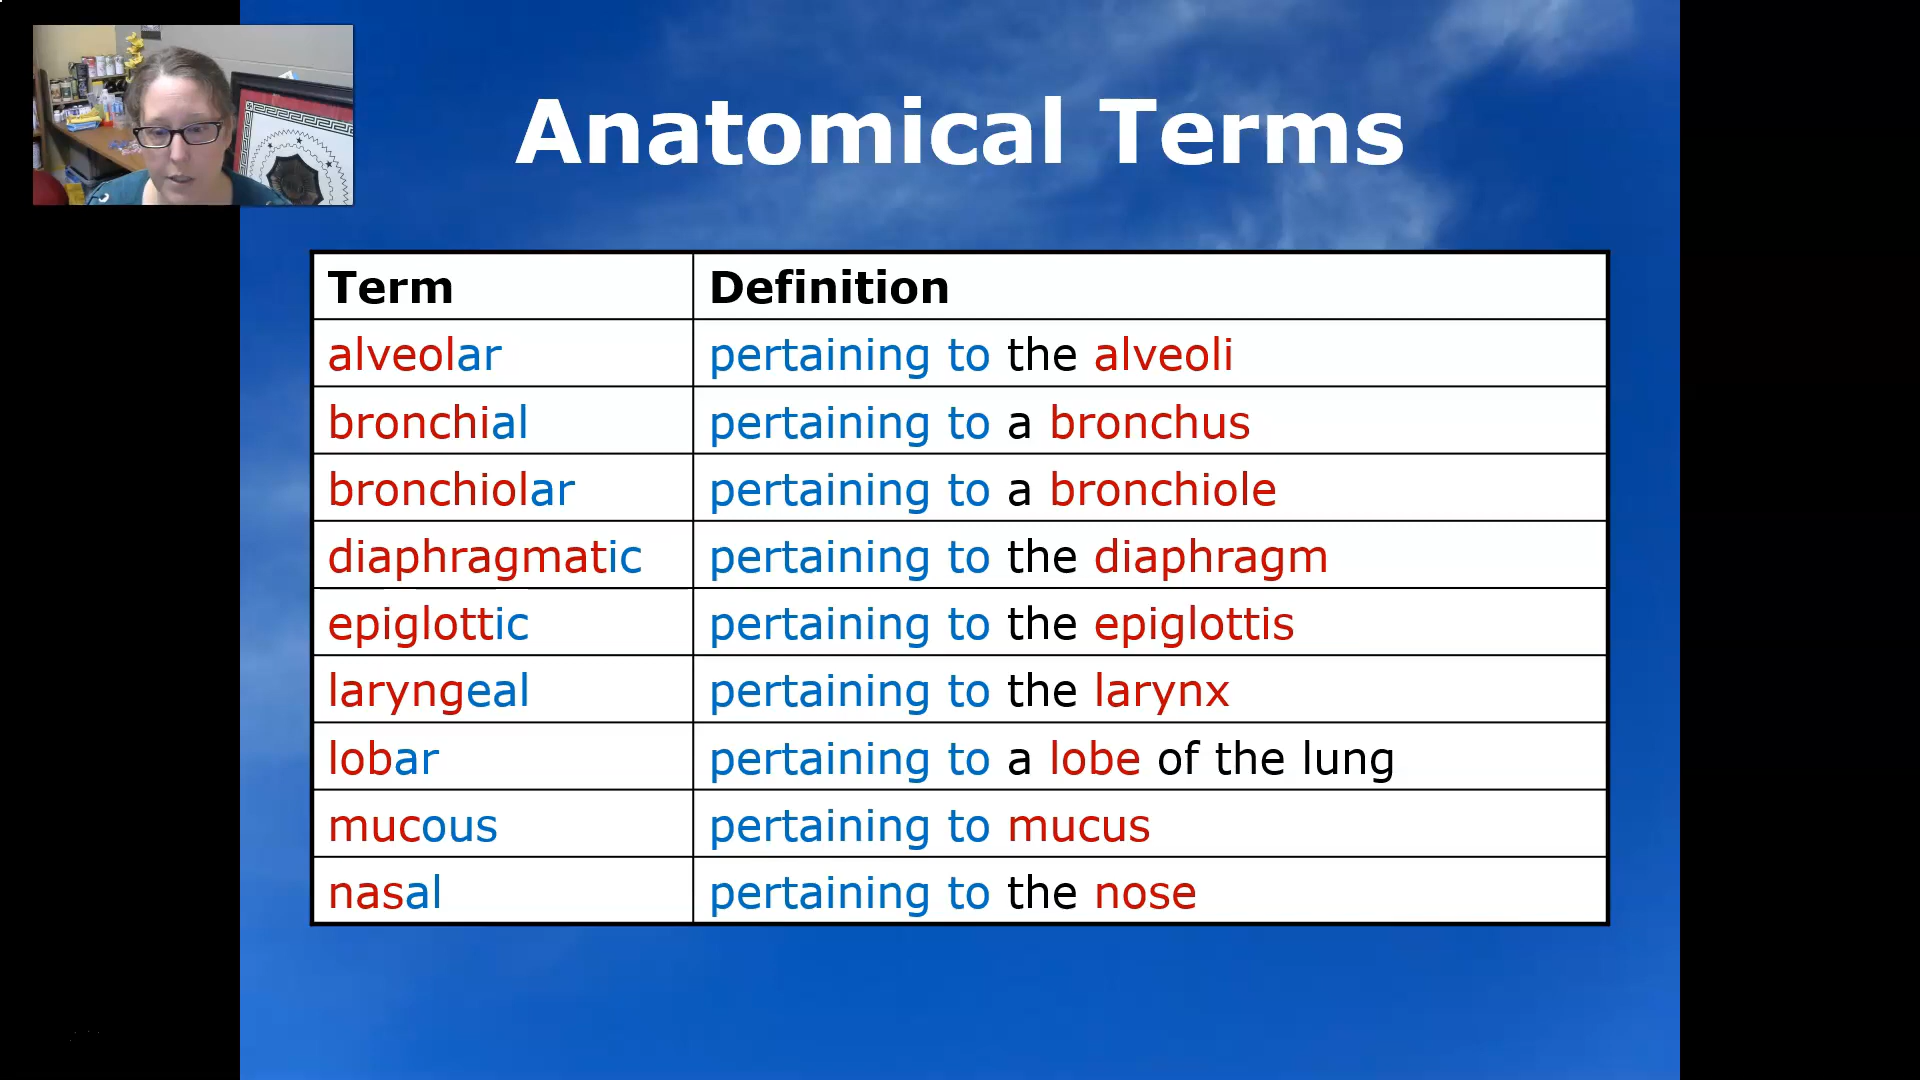 Anatomical Terms
Term Definition
alveolar pertaining to the alveoli
bronchial pertaining to a bronchus
bronchiolar pertaining to a bronchiole
diaphragmatic pertaining to the diaphragm
epiglottic pertaining to the epiglottis
laryngeal pertaining to the larynx
lobar pertaining to a lobe of the lung
mucous pertaining to mucus
nasal pertaining to the nose